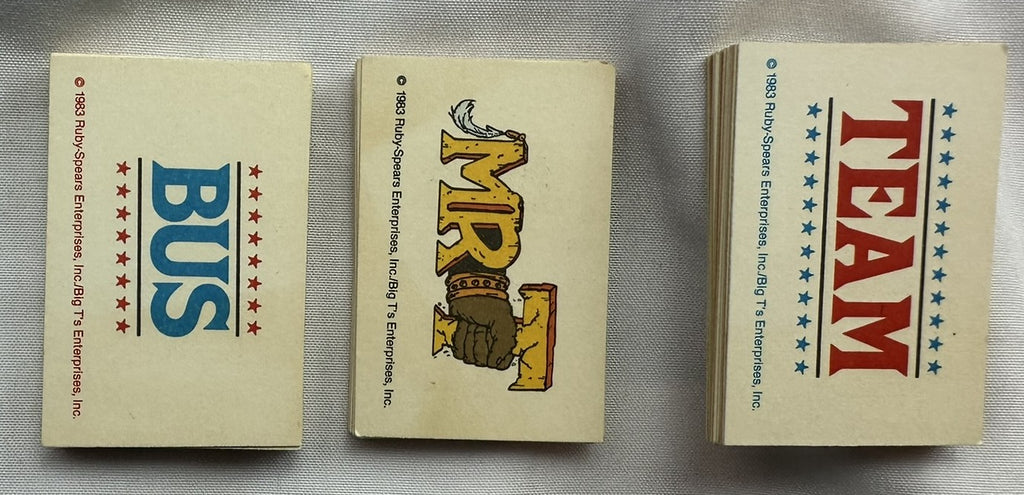 BUS
© 1983 Ruby-Spears Enterprises, Inc./Big T's Enterprises, Inc.
MR T
© 1983 Ruby-Spears Enterprises, Inc./Big T's Enterprises, Inc.
TEAM
© 1983 Ruby-Spears Enterprises, Inc./Big T's Enterprises, Inc.